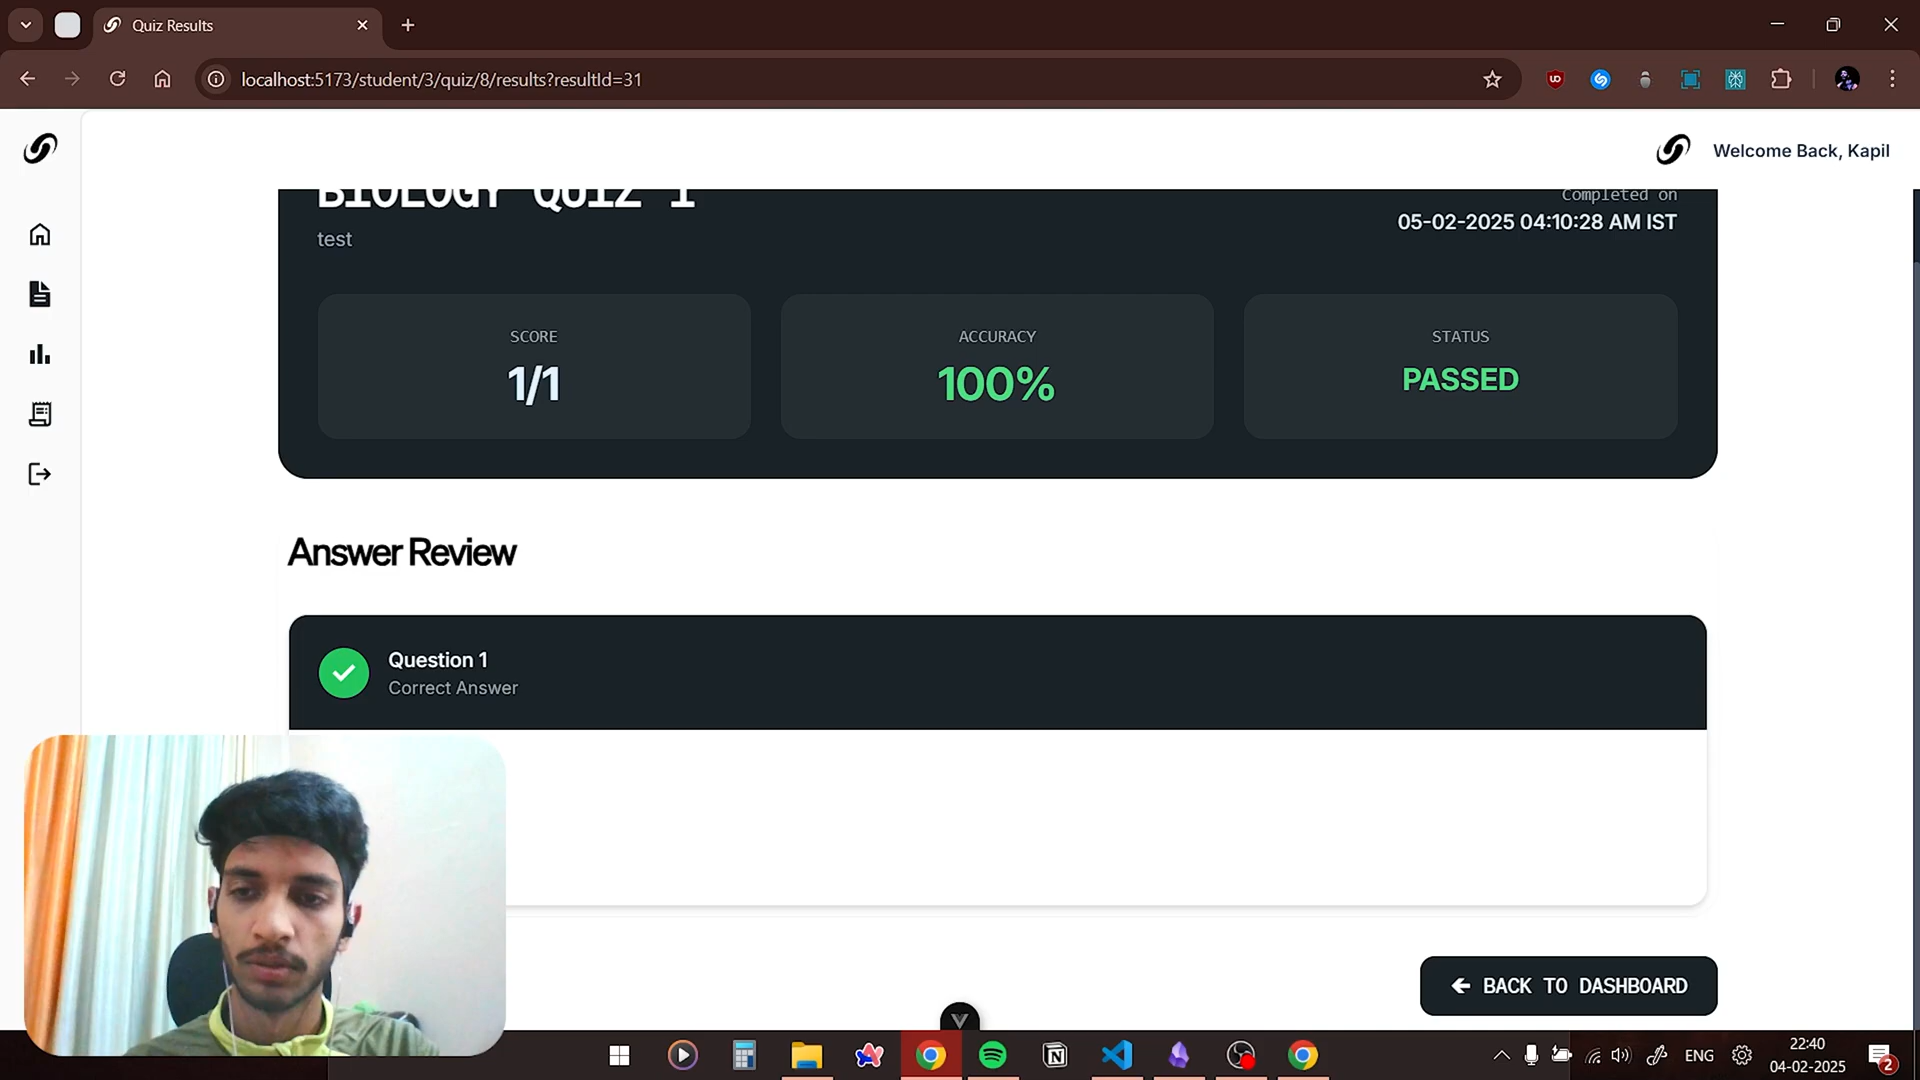 Quiz Results
localhost:5173/student/3/quiz/8/results?resultId=31
Welcome Back, Kapil
BIOLOGY QUIZ 1
test
Completed on
05-02-2025 04:10:28 AM IST
SCORE
1/1
ACCURACY
100%
STATUS
PASSED
Answer Review
Question 1
Correct Answer
BACK TO DASHBOARD
ENG
22:40
04-02-2025
2